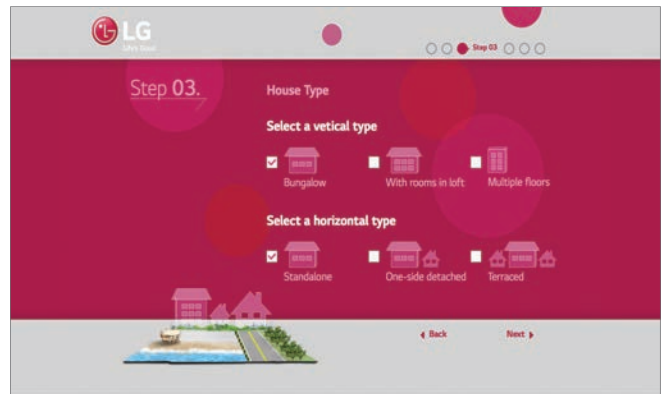 LG
Life's Good
Step 03
Step 03.
House Type
Select a vetical type
Bungalow
With rooms in loft
Multiple floors
Select a horizontal type
Standalone
One-side detached
Terraced
Back
Next